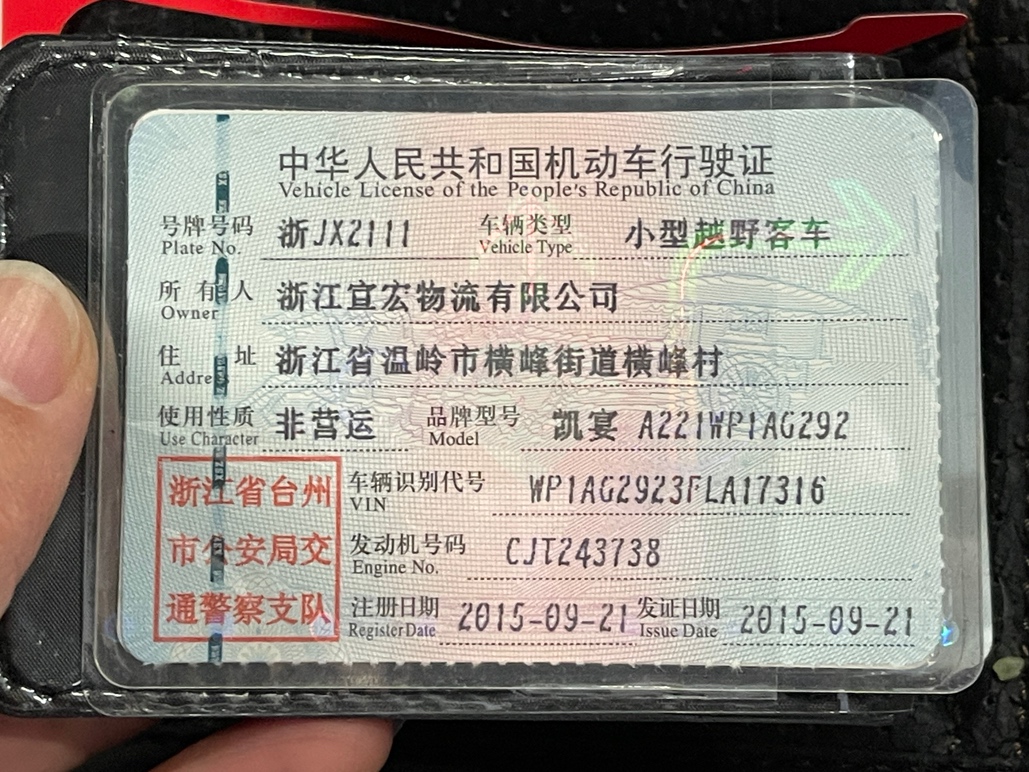 中华人民共和国机动车行驶证
Vehicle License of the People's Republic of China
号牌号码 浙JX2111 车辆类型 小型越野客车
Plate No. Vehicle Type
所有人 浙江宣宏物流有限公司
Owner
住址 浙江省温岭市横峰街道横峰村
Addre
使用性质 非营运 品牌型号 凯宴 A221WP1AG292
Use Character Model
浙江省台州 车辆识别代号 WP1AG2923FLA17316
VIN
市公安局交 发动机号码 CJT243738
Engine No.
通警察支队 注册日期 2015-09-21 发证日期 2015-09-21
Register Date Issue Date